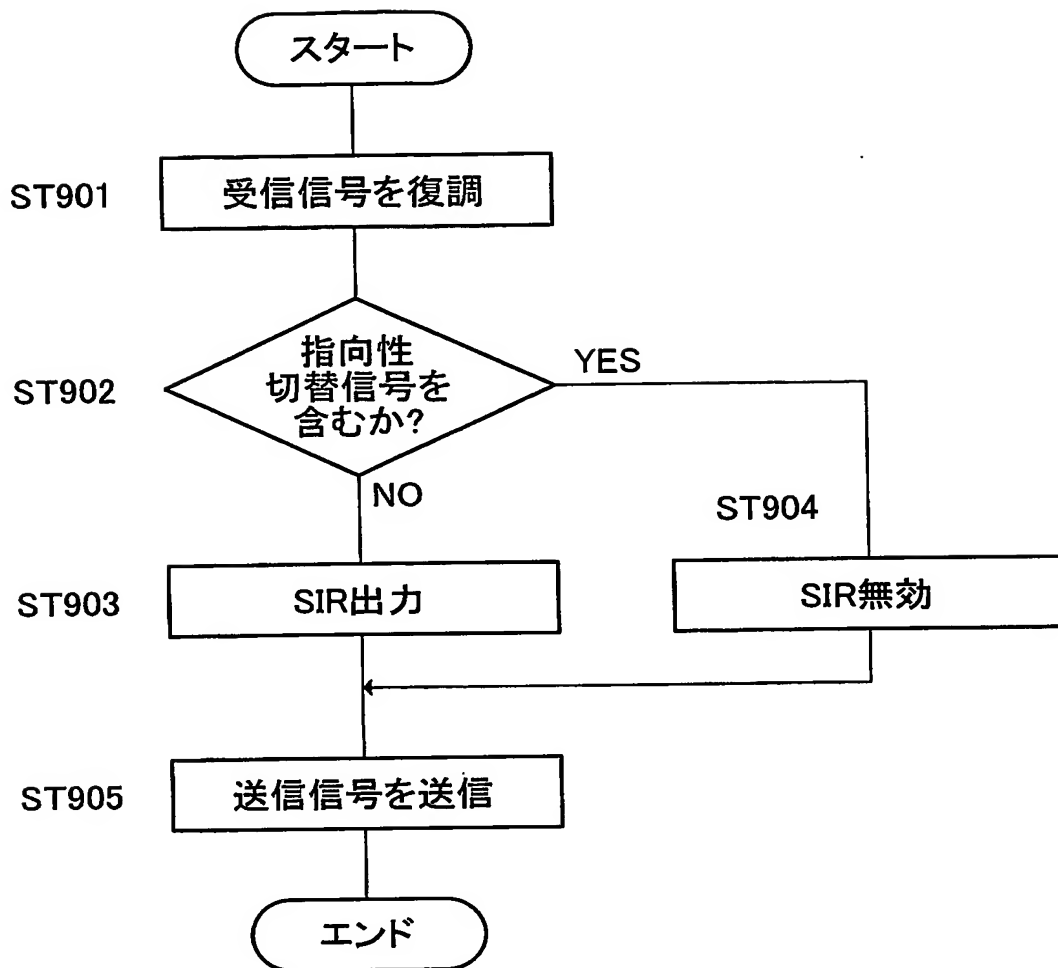 スタート
ST901
受信信号を復調
ST902
指向性
切替信号を
含むか?
YES
NO
ST904
ST903
SIR出力
SIR無効
ST905
送信信号を送信
エンド